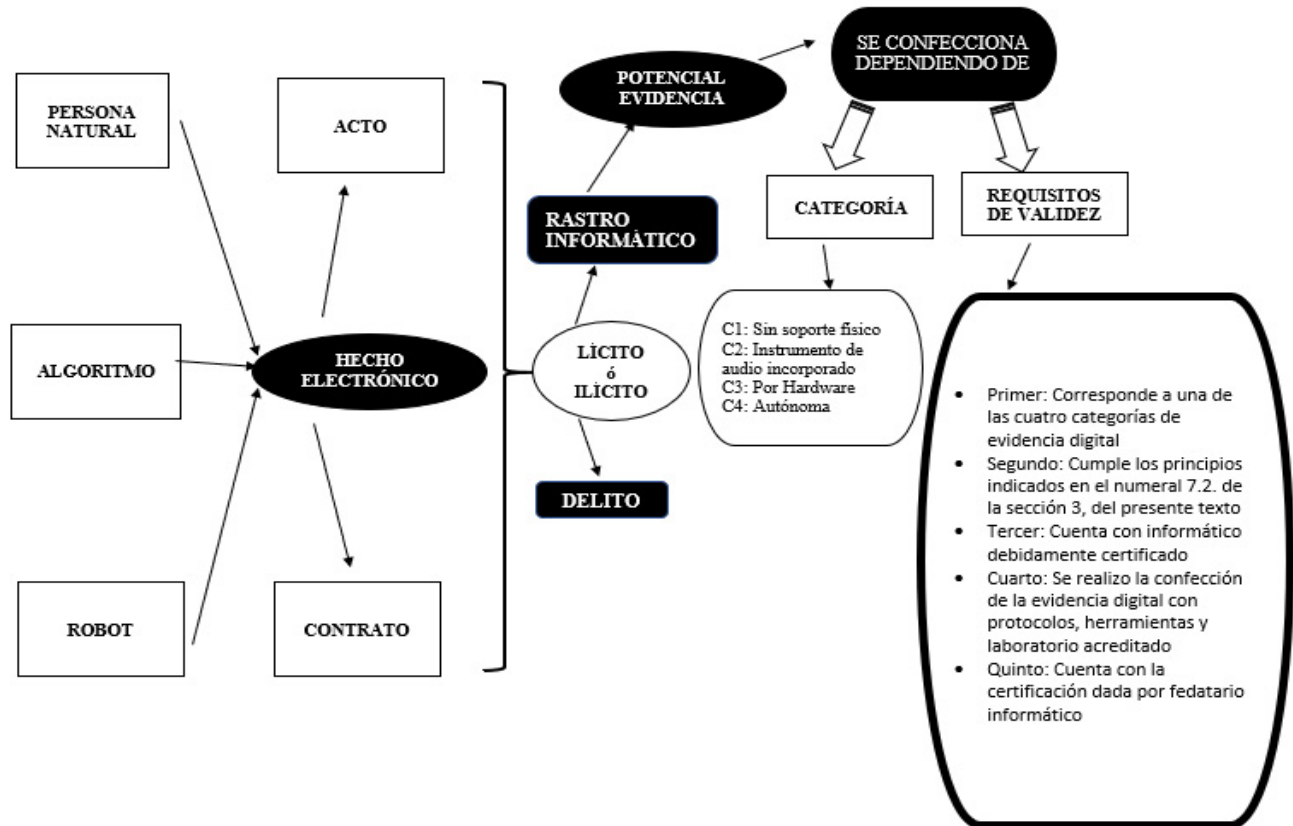 PERSONA
NATURAL
ALGORITMO
ROBOT
ACTO
HECHO
ELECTRÓNICO
CONTRATO
LÌCITO
ó
ILÌCITO
RASTRO
INFORMÀTICO
DELITO
POTENCIAL
EVIDENCIA
SE CONFECCIONA
DEPENDIENDO DE
CATEGORÍA
C1: Sin soporte físico
C2: Instrumento de
audio incorporado
C3: Por Hardware
C4: Autónoma
REQUISITOS
DE VALIDEZ
• Primer: Corresponde a una de
las cuatro categorías de
evidencia digital
• Segundo: Cumple los principios
indicados en el numeral 7.2. de
la sección 3, del presente texto
• Tercer: Cuenta con informático
debidamente certificado
• Cuarto: Se realizo la confección
de la evidencia digital con
protocolos, herramientas y
laboratorio acreditado
• Quinto: Cuenta con la
certificación dada por fedatario
informático